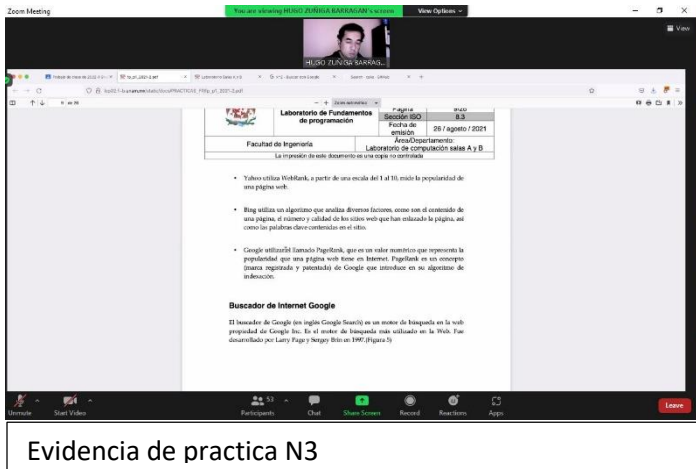 Zoom Meeting
You are viewing HUGO ZUÑIGA BARRAGAN's screen
View Options
View
HUGO ZUÑIGA BARRAG...
Laboratorio de Fundamentos de programación
Página
Sección ISO
8.3
Fecha de emisión
26 / agosto / 2021
Facultad de Ingeniería
Área/Departamento:
Laboratorio de computación salas A y B
La impresión de este documento es una copia no controlada
• Yahoo utiliza WebRank, a partir de una escala del 1 al 10, mide la popularidad de
una página web.
• Bing utiliza un algoritmo que analiza diversos factores, como son el contenido de
una página, el número y calidad de los sitios web que han enlazado la página, así
como las palabras clave contenidas en el sitio.
• Google utiliza el llamado PageRank, que es un valor numérico que representa la
popularidad que una página web tiene en Internet. PageRank es un concepto
(marca registrada y patentada) de Google que introduce en su algoritmo de
indexación.
Buscador de Internet Google
El buscador de Google (en inglés Google Search) es un motor de búsqueda en la web
propiedad de Google Inc. Es el motor de búsqueda más utilizado en la Web. Fue
desarrollado por Larry Page y Sergey Brin en 1997.(Figura 5)
Unmute
Start Video
Participants
53
Chat
Share Screen
Record
Reactions
Apps
Leave
Evidencia de practica N3